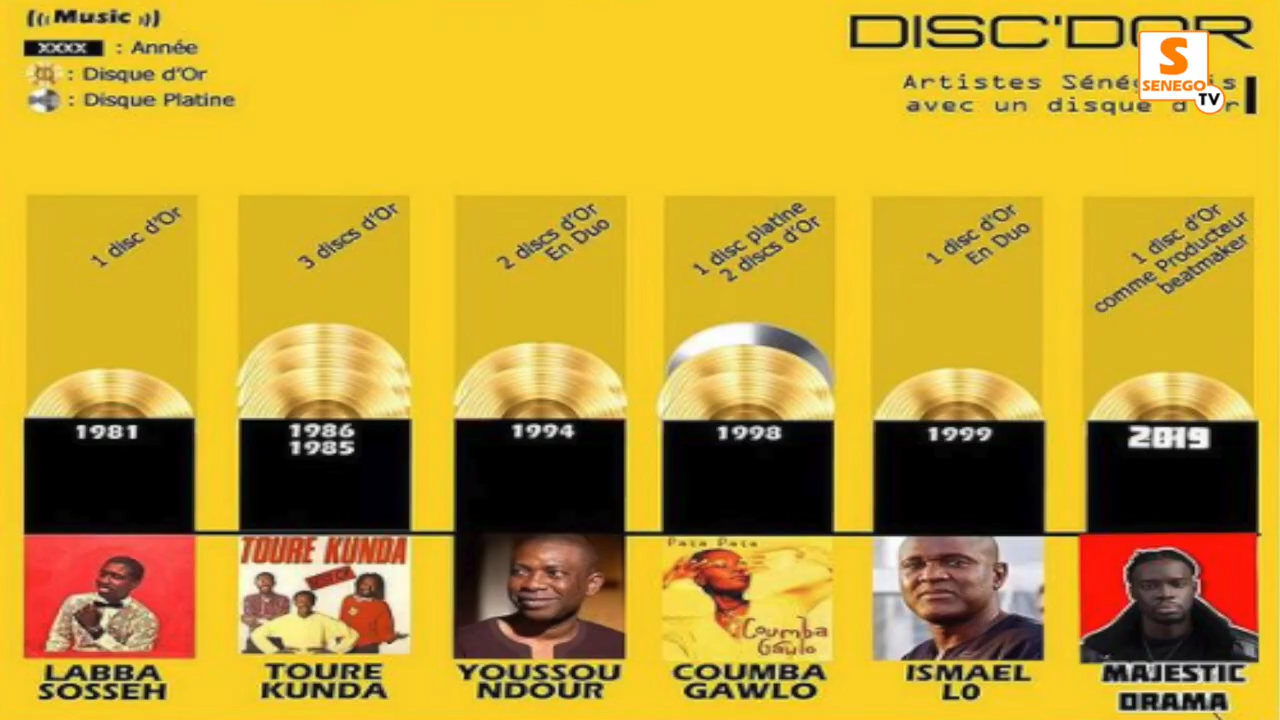 ((( Music )))
XXXX : Année
: Disque d'Or
: Disque Platine
DISC'DOR
SENEGO
TV
Artistes
avec un disque
1 disc d'Or
3 discs d'Or
2 discs d'Or
En Duo
1 disc platine
2 discs d'Or
1 disc d'Or
En Duo
1 disc d'Or
comme Producteur
beatmaker
1981
1986
1985
1994
1998
1999
2019
TOURE KUNDA
Pata Pata
Coumba
Gawlo
LABBA
SOSSEH
TOURE
KUNDA
YOUSSOU
NDOUR
COUMBA
GAWLO
ISMAEL
LO
MAJESTIC
DRAMA